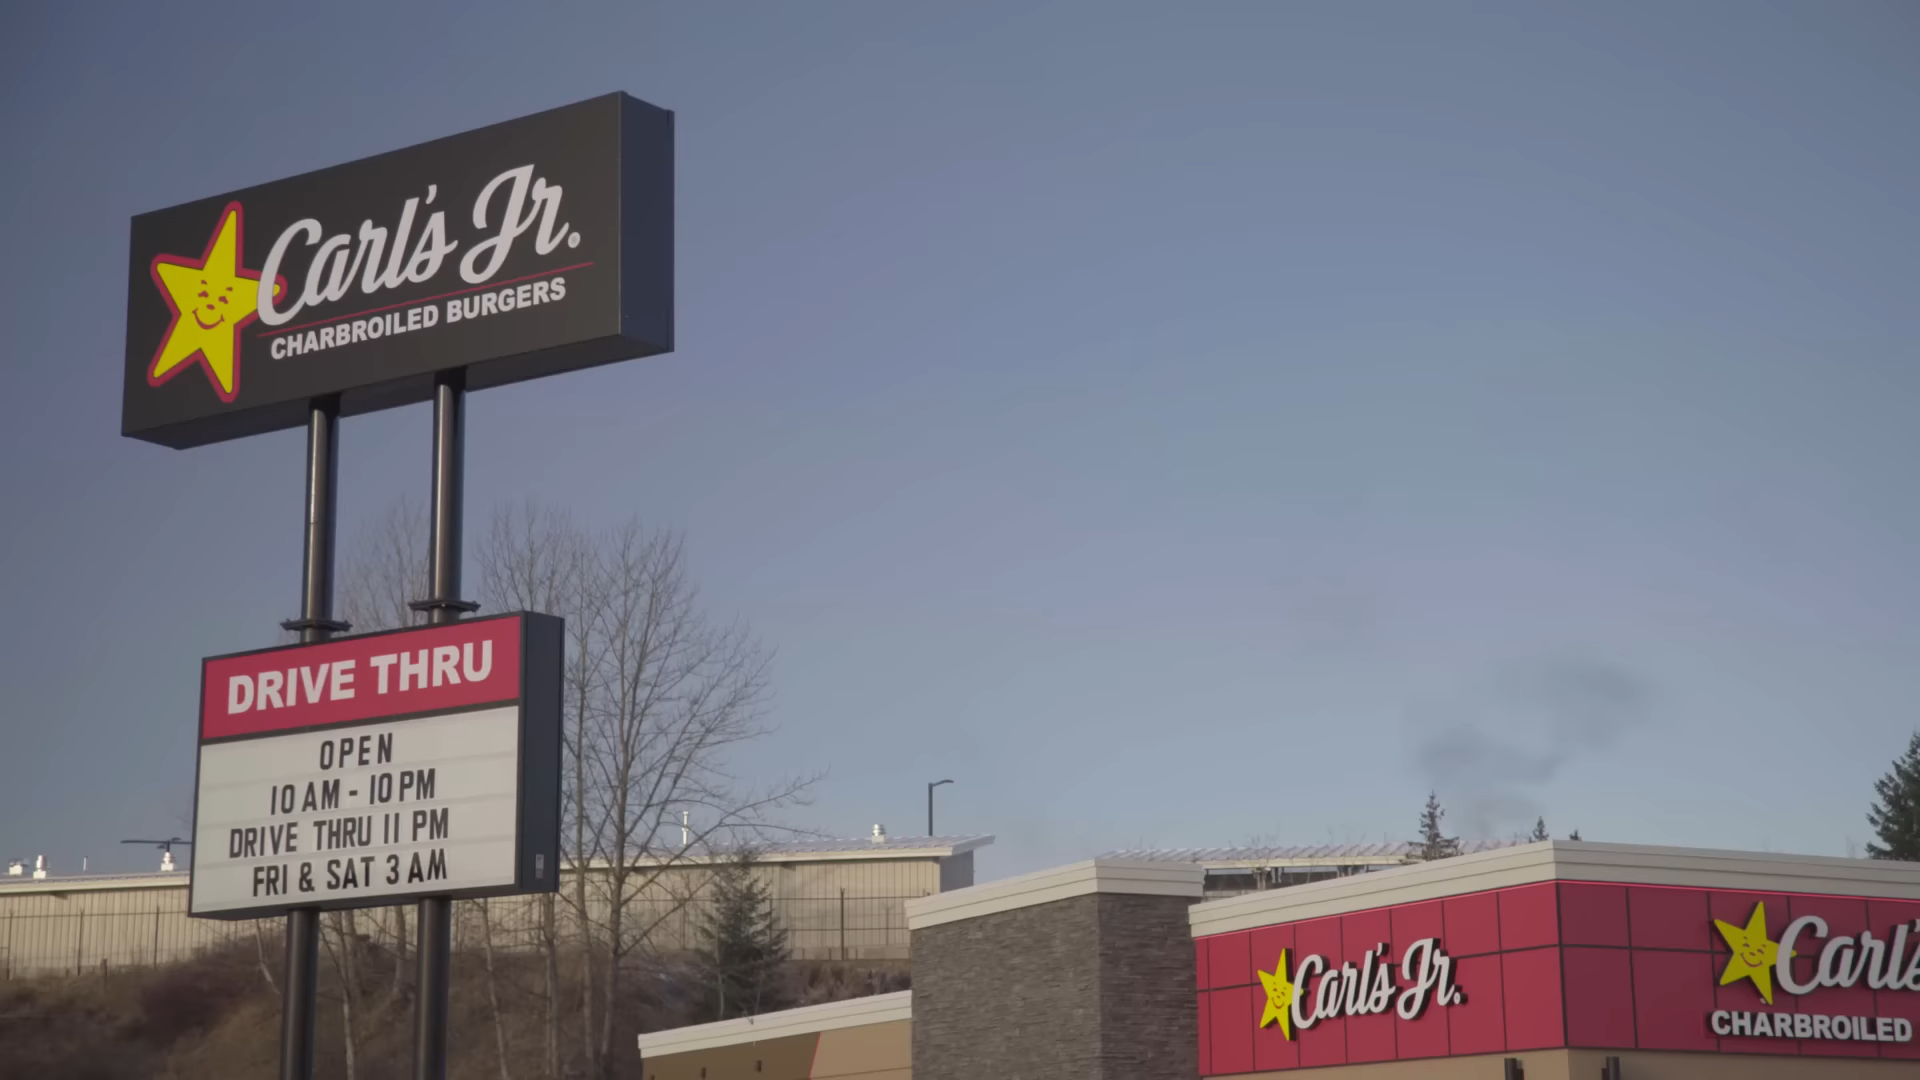 Carl's Jr.
CHARBROILED BURGERS
DRIVE THRU
OPEN
10 AM - 10 PM
DRIVE THRU 11 PM
FRI & SAT 3 AM
Carl's Jr.
Carl's
CHARBROILED